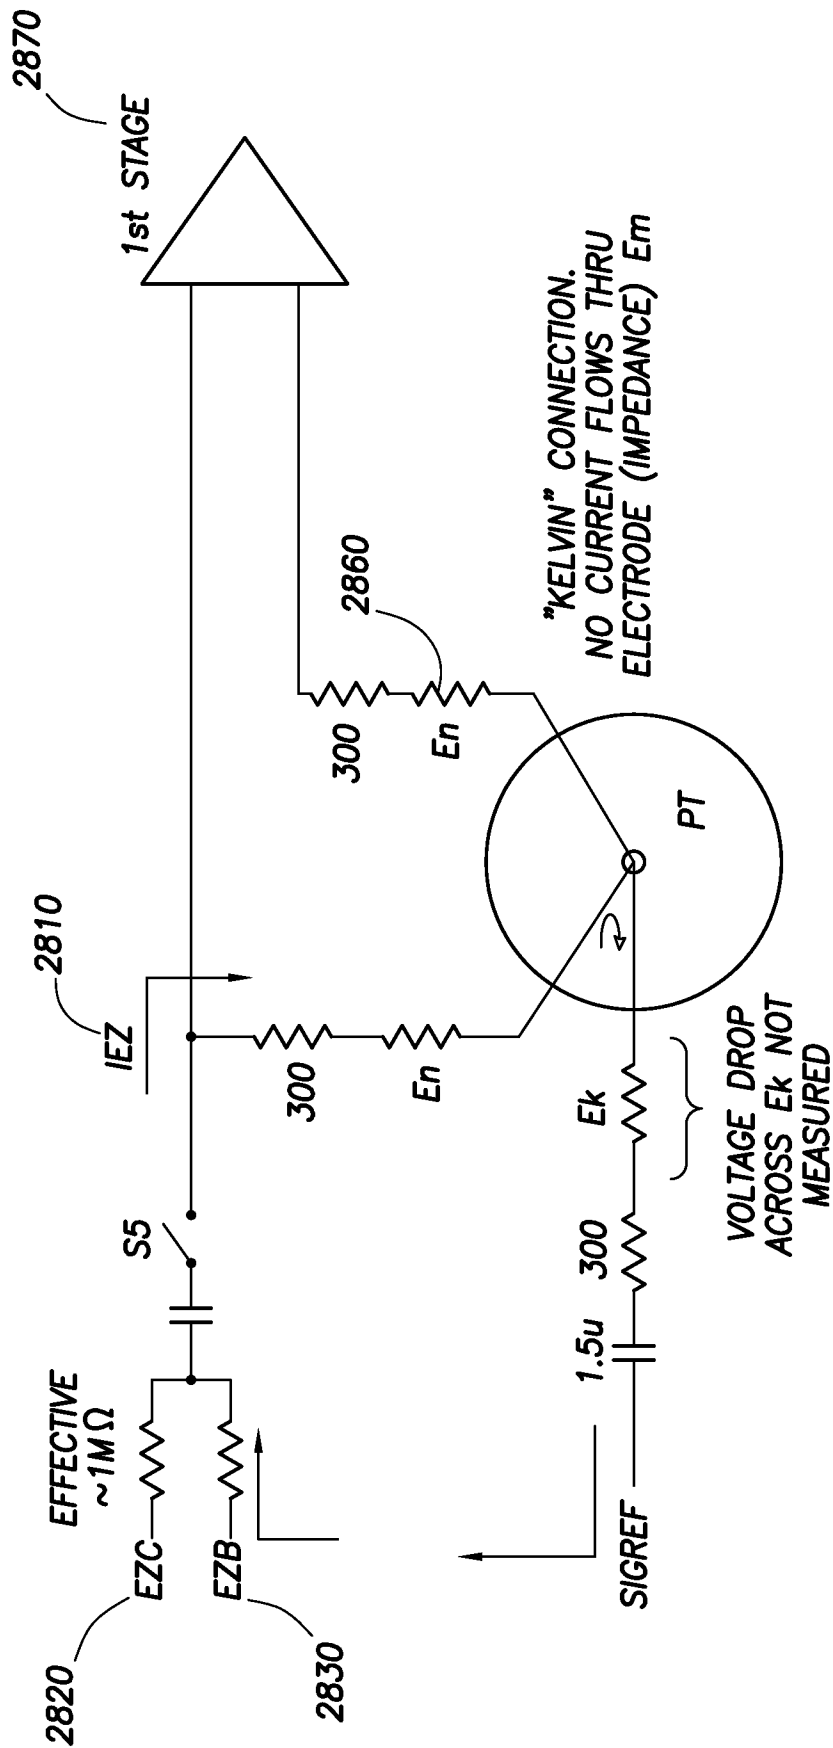 2870
1st STAGE
2810
IEZ
S5
EFFECTIVE
~1MΩ
EZC
EZB
2820
2830
300
En
300
En
2860
"KELVIN" CONNECTION.
NO CURRENT FLOWS THRU
ELECTRODE (IMPEDANCE) Em
PT
Ek
300
1.5u
SIGREF
VOLTAGE DROP
ACROSS Ek NOT
MEASURED